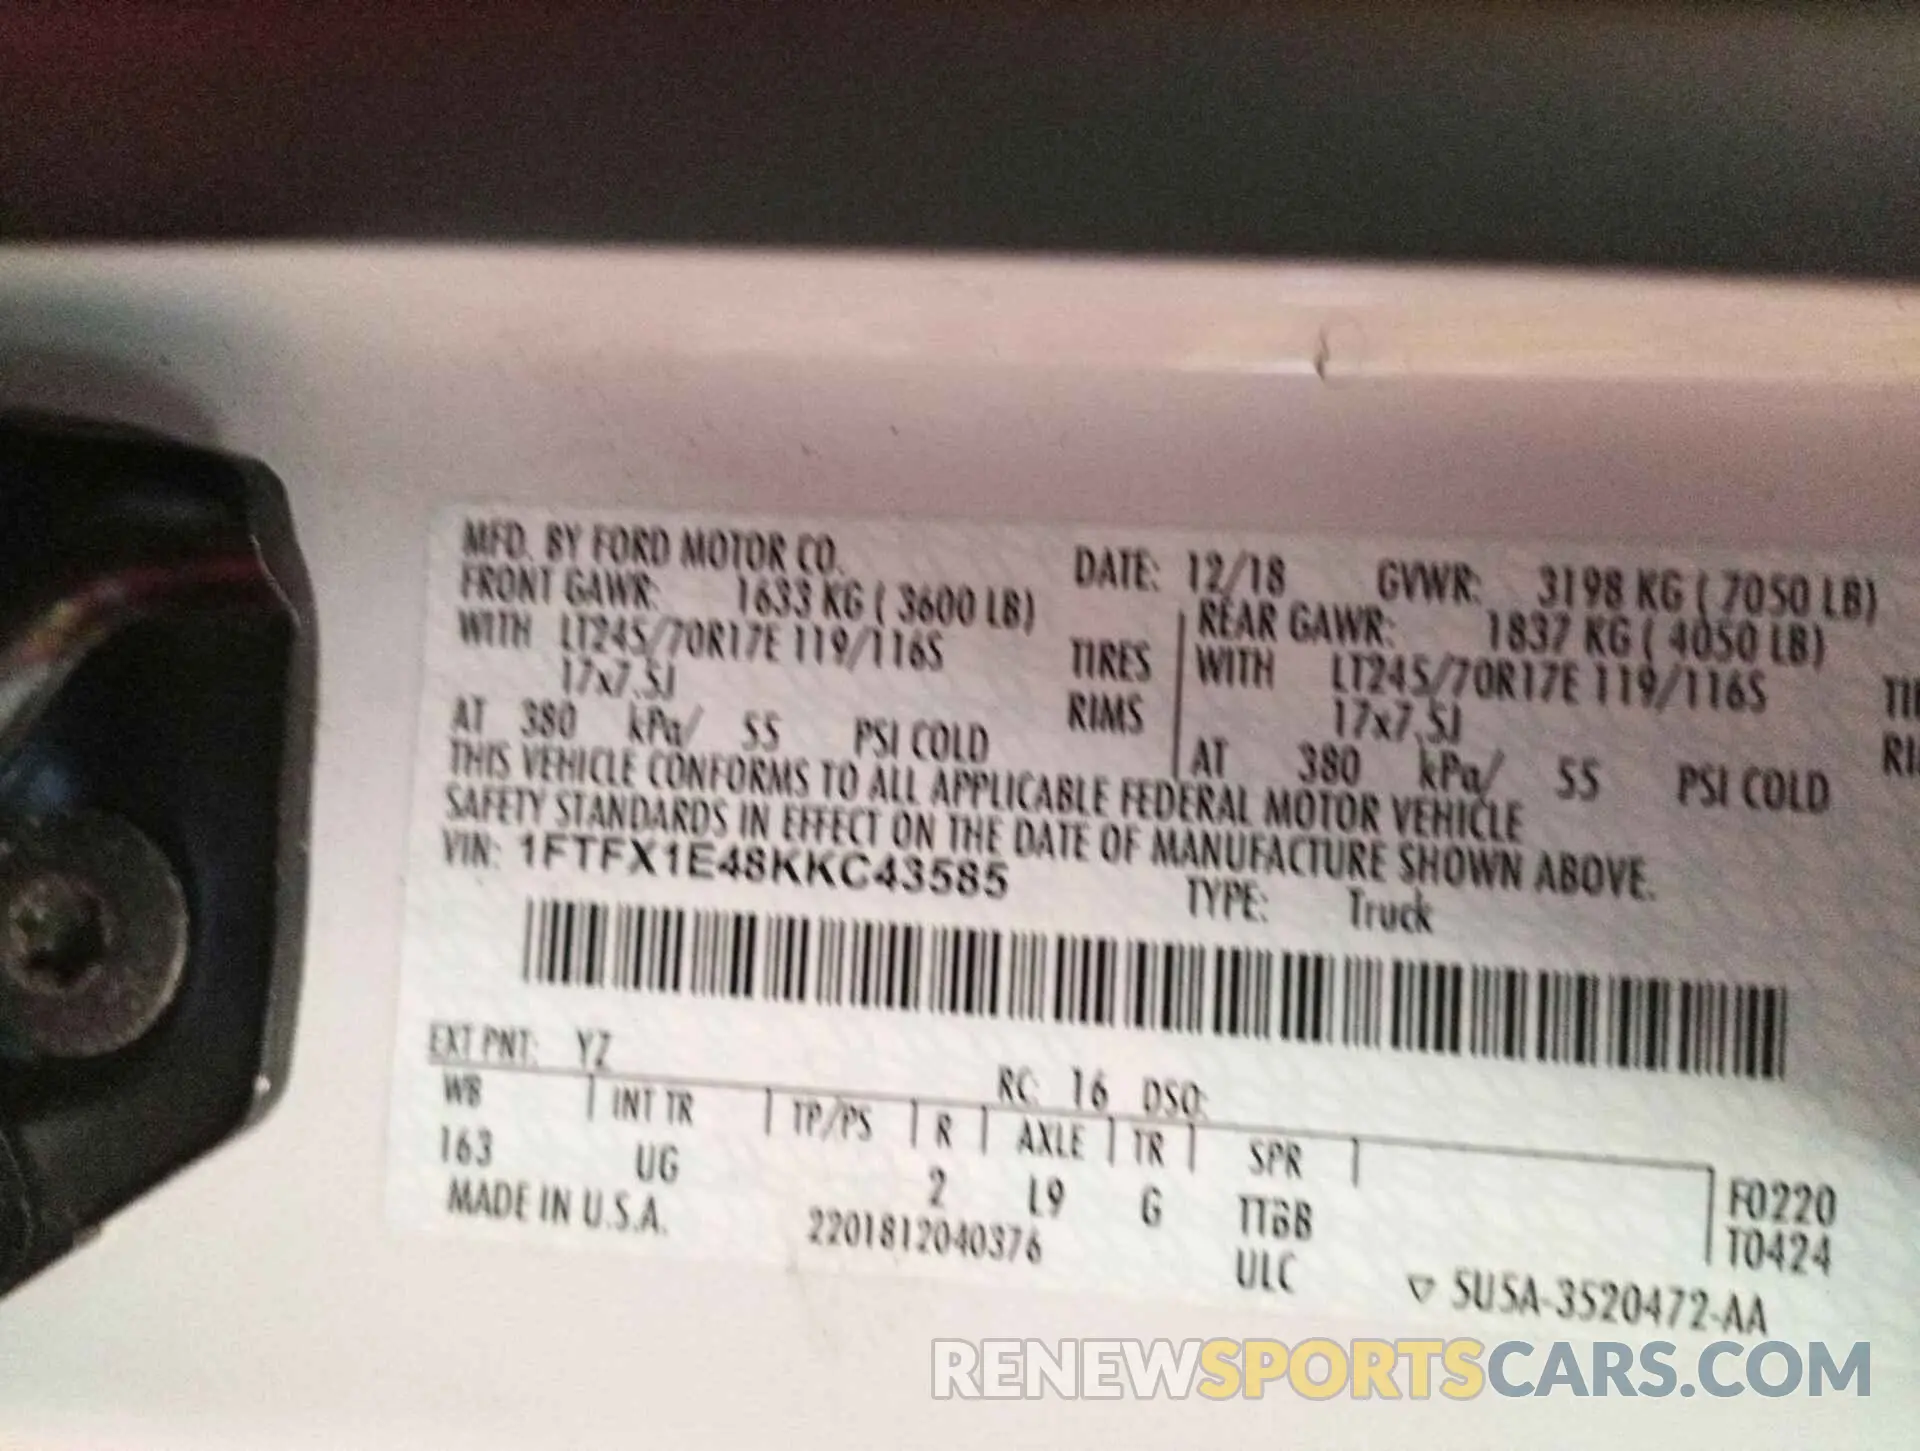 MFD. BY FORD MOTOR CO.
DATE: 12/18 GVWR: 3198 KG ( 7050 LB)
FRONT GAWR: 1633 KG ( 3600 LB) REAR GAWR: 1837 KG ( 4050 LB)
WITH LT245/70R17E 119/116S TIRES WITH LT245/70R17E 119/116S
17x7.5J RIMS 17x7.5J
AT 380 kPa/ 55 PSI COLD AT 380 kPa/ 55 PSI COLD
THIS VEHICLE CONFORMS TO ALL APPLICABLE FEDERAL MOTOR VEHICLE
SAFETY STANDARDS IN EFFECT ON THE DATE OF MANUFACTURE SHOWN ABOVE.
VIN: 1FTFX1E48KKC43585
TYPE: Truck
EXT PNT: YZ RC: 16 DSO:
WB INT TR TP/PS R AXLE TR SPR
163 UG 2 L9 G TTBB F0220
T0424
MADE IN U.S.A. 2201812040376 ULC
▽ 5U5A-3520472-AA
RENEWSPORTSCARS.COM